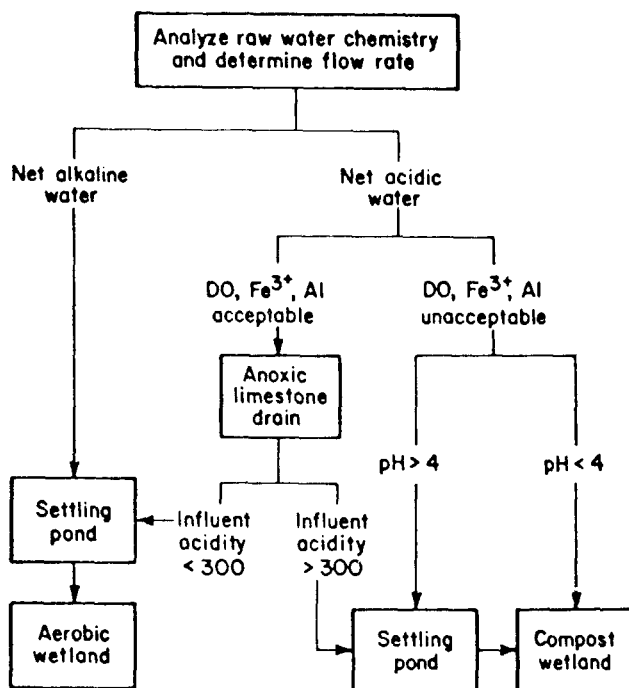 Analyze raw water chemistry
and determine flow rate
Net alkaline
water
Net acidic
water
DO, Fe³⁺, Al
acceptable
DO, Fe³⁺, Al
unacceptable
Anoxic
limestone
drain
pH > 4
pH < 4
Settling
pond
Influent
acidity
< 300
Influent
acidity
> 300
Aerobic
wetland
Settling
pond
Compost
wetland